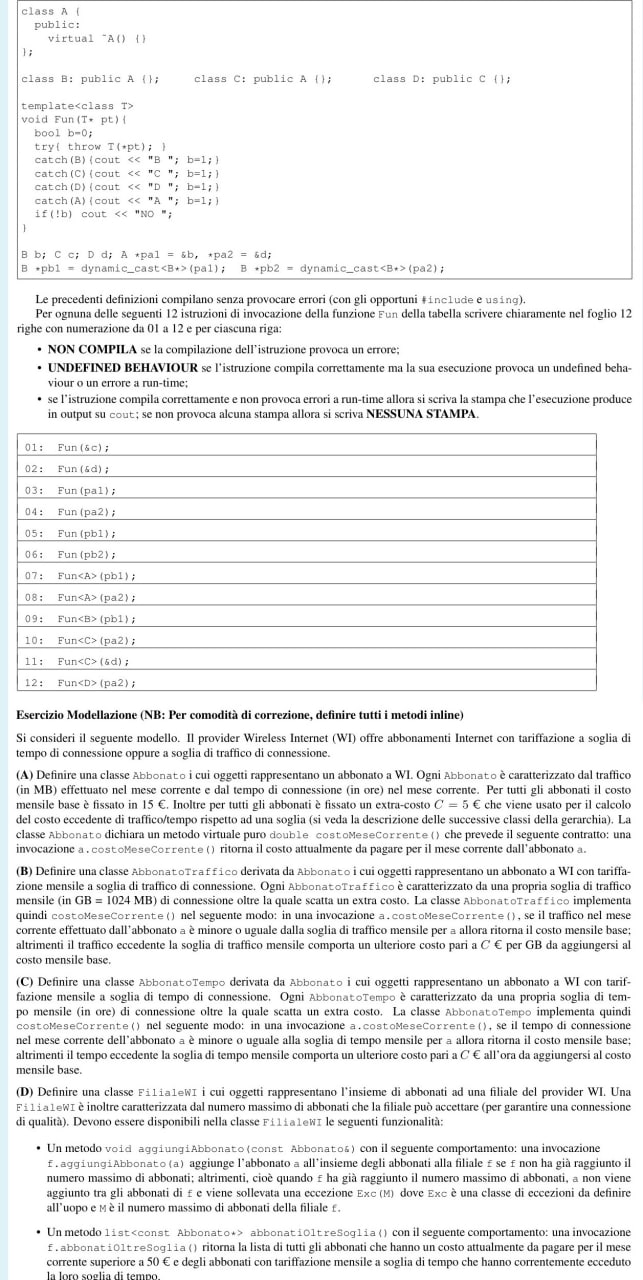 class A {
  public:
    virtual ~A() {}
};
class B: public A {};     class C: public A {};     class D: public C {};
template<class T>
void Fun(T* pt){
  bool b=0;
  try{ throw T(*pt); }
  catch(B){cout << "B "; b=1;}
  catch(C){cout << "C "; b=1;}
  catch(D){cout << "D "; b=1;}
  catch(A){cout << "A "; b=1;}
  if(!b) cout << "NO ";
}
B b; C c; D d; A *pa1 = &b, *pa2 = &d;
B *pb1 = dynamic_cast<B*>(pa1);  B *pb2 = dynamic_cast<B*>(pa2);
Le precedenti definizioni compilano senza provocare errori (con gli opportuni #include e using).
Per ognuna delle seguenti 12 istruzioni di invocazione della funzione Fun della tabella scrivere chiaramente nel foglio 12
righe con numerazione da 01 a 12 e per ciascuna riga:
• NON COMPILA se la compilazione dell'istruzione provoca un errore;
• UNDEFINED BEHAVIOUR se l'istruzione compila correttamente ma la sua esecuzione provoca un undefined beha-
viour o un errore a run-time;
• se l'istruzione compila correttamente e non provoca errori a run-time allora si scriva la stampa che l'esecuzione produce
in output su cout; se non provoca alcuna stampa allora si scriva NESSUNA STAMPA.
01: Fun(&c);
02: Fun(&d);
03: Fun(pa1);
04: Fun(pa2);
05: Fun(pb1);
06: Fun(pb2);
07: Fun<A>(pb1);
08: Fun<A>(pa2);
09: Fun<B>(pb1);
10: Fun<C>(pa2);
11: Fun<C>(&d);
12: Fun<D>(pa2);
Esercizio Modellazione (NB: Per comodità di correzione, definire tutti i metodi inline)
Si consideri il seguente modello. Il provider Wireless Internet (WI) offre abbonamenti Internet con tariffazione a soglia di
tempo di connessione oppure a soglia di traffico di connessione.
(A) Definire una classe Abbonato i cui oggetti rappresentano un abbonato a WI. Ogni Abbonato è caratterizzato dal traffico
(in MB) effettuato nel mese corrente e dal tempo di connessione (in ore) nel mese corrente. Per tutti gli abbonati il costo
mensile base è fissato in 15 €. Inoltre per tutti gli abbonati è fissato un extra-costo C = 5 € che viene usato per il calcolo
del costo eccedente di traffico/tempo rispetto ad una soglia (si veda la descrizione delle successive classi della gerarchia). La
classe Abbonato dichiara un metodo virtuale puro double costoMeseCorrente() che prevede il seguente contratto: una
invocazione a.costoMeseCorrente() ritorna il costo attualmente da pagare per il mese corrente dall'abbonato a.
(B) Definire una classe AbbonatoTraffico derivata da Abbonato i cui oggetti rappresentano un abbonato a WI con tariffa-
zione mensile a soglia di traffico di connessione. Ogni AbbonatoTraffico è caratterizzato da una propria soglia di traffico
mensile (in GB = 1024 MB) di connessione oltre la quale scatta un extra costo. La classe AbbonatoTraffico implementa
quindi costoMeseCorrente() nel seguente modo: in una invocazione a.costoMeseCorrente(), se il traffico nel mese
corrente effettuato dall'abbonato a è minore o uguale dalla soglia di traffico mensile per a allora ritorna il costo mensile base;
altrimenti il traffico eccedente la soglia di traffico mensile comporta un ulteriore costo pari a C € per GB da aggiungersi al
costo mensile base.
(C) Definire una classe AbbonatoTempo derivata da Abbonato i cui oggetti rappresentano un abbonato a WI con tarif-
fazione mensile a soglia di tempo di connessione. Ogni AbbonatoTempo è caratterizzato da una propria soglia di tem-
po mensile (in ore) di connessione oltre la quale scatta un extra costo. La classe AbbonatoTempo implementa quindi
costoMeseCorrente() nel seguente modo: in una invocazione a.costoMeseCorrente(), se il tempo di connessione
nel mese corrente dell'abbonato a è minore o uguale alla soglia di tempo mensile per a allora ritorna il costo mensile base;
altrimenti il tempo eccedente la soglia di tempo mensile comporta un ulteriore costo pari a C € all'ora da aggiungersi al costo
mensile base.
(D) Definire una classe FilialeWI i cui oggetti rappresentano l'insieme di abbonati ad una filiale del provider WI. Una
FilialeWI è inoltre caratterizzata dal numero massimo di abbonati che la filiale può accettare (per garantire una connessione
di qualità). Devono essere disponibili nella classe FilialeWI le seguenti funzionalità:
• Un metodo void aggiungiAbbonato(const Abbonato&) con il seguente comportamento: una invocazione
f.aggiungiAbbonato(a) aggiunge l'abbonato a all'insieme degli abbonati alla filiale f se f non ha già raggiunto il
numero massimo di abbonati; altrimenti, cioè quando f ha già raggiunto il numero massimo di abbonati, a non viene
aggiunto tra gli abbonati di f e viene sollevata una eccezione Exc(M) dove Exc è una classe di eccezioni da definire
all'uopo e M è il numero massimo di abbonati della filiale f.
• Un metodo list<const Abbonato*> abbonatiOltreSoglia() con il seguente comportamento: una invocazione
f.abbonatiOltreSoglia() ritorna la lista di tutti gli abbonati che hanno un costo attualmente da pagare per il mese
corrente superiore a 50 € e degli abbonati con tariffazione mensile a soglia di tempo che hanno correntemente ecceduto
la loro soglia di tempo.